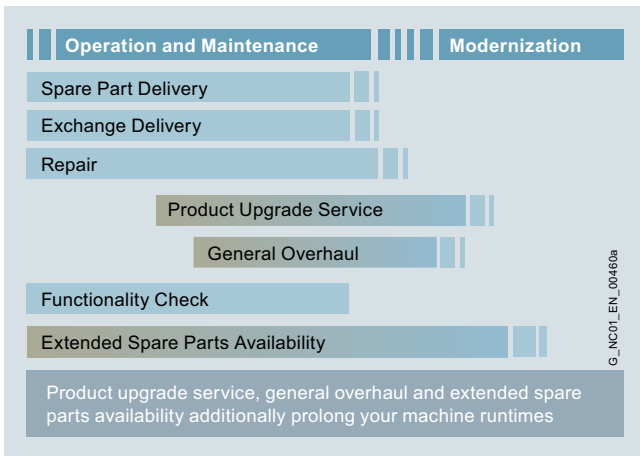 Operation and Maintenance
Modernization
Spare Part Delivery
Exchange Delivery
Repair
Product Upgrade Service
General Overhaul
Functionality Check
Extended Spare Parts Availability
G_NC01_EN_00460a
Product upgrade service, general overhaul and extended spare
parts availability additionally prolong your machine runtimes